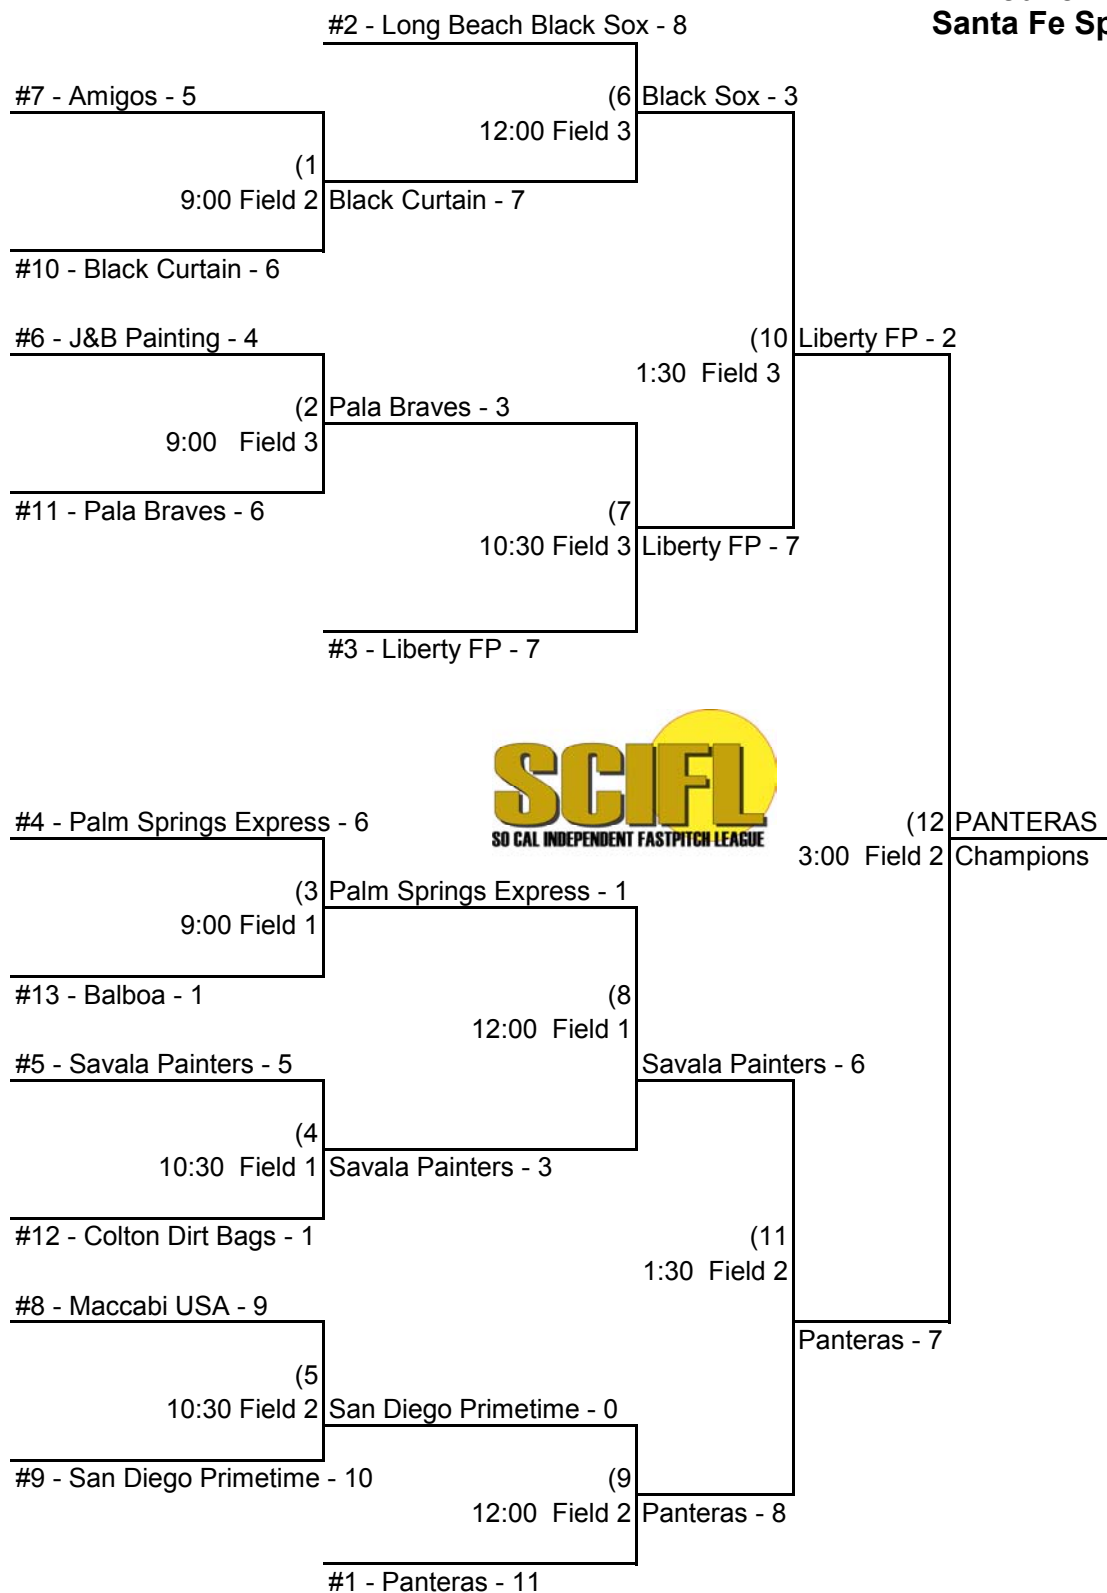 Santa Fe Sp
#2 - Long Beach Black Sox - 8
#7 - Amigos - 5
(6 Black Sox - 3
12:00 Field 3
(1
9:00 Field 2 Black Curtain - 7
#10 - Black Curtain - 6
#6 - J&B Painting - 4
(10 Liberty FP - 2
1:30 Field 3
(2 Pala Braves - 3
9:00 Field 3
#11 - Pala Braves - 6
(7
10:30 Field 3 Liberty FP - 7
#3 - Liberty FP - 7
SCIFL
SO CAL INDEPENDENT FASTPITCH LEAGUE
#4 - Palm Springs Express - 6
(12 PANTERAS
3:00 Field 2 Champions
(3 Palm Springs Express - 1
9:00 Field 1
#13 - Balboa - 1
(8
12:00 Field 1
#5 - Savala Painters - 5
Savala Painters - 6
(4
10:30 Field 1 Savala Painters - 3
#12 - Colton Dirt Bags - 1
(11
1:30 Field 2
#8 - Maccabi USA - 9
Panteras - 7
(5
10:30 Field 2 San Diego Primetime - 0
#9 - San Diego Primetime - 10
(9
12:00 Field 2 Panteras - 8
#1 - Panteras - 11